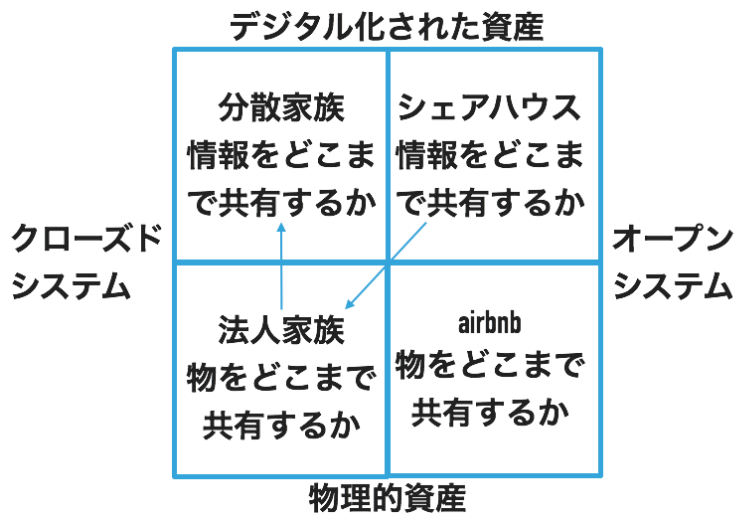 デジタル化された資産
分散家族
情報をどこま
で共有するか
シェアハウス
情報をどこま
で共有するか
クローズド
システム
オープン
システム
法人家族
物をどこまで
共有するか
airbnb
物をどこまで
共有するか
物理的資産